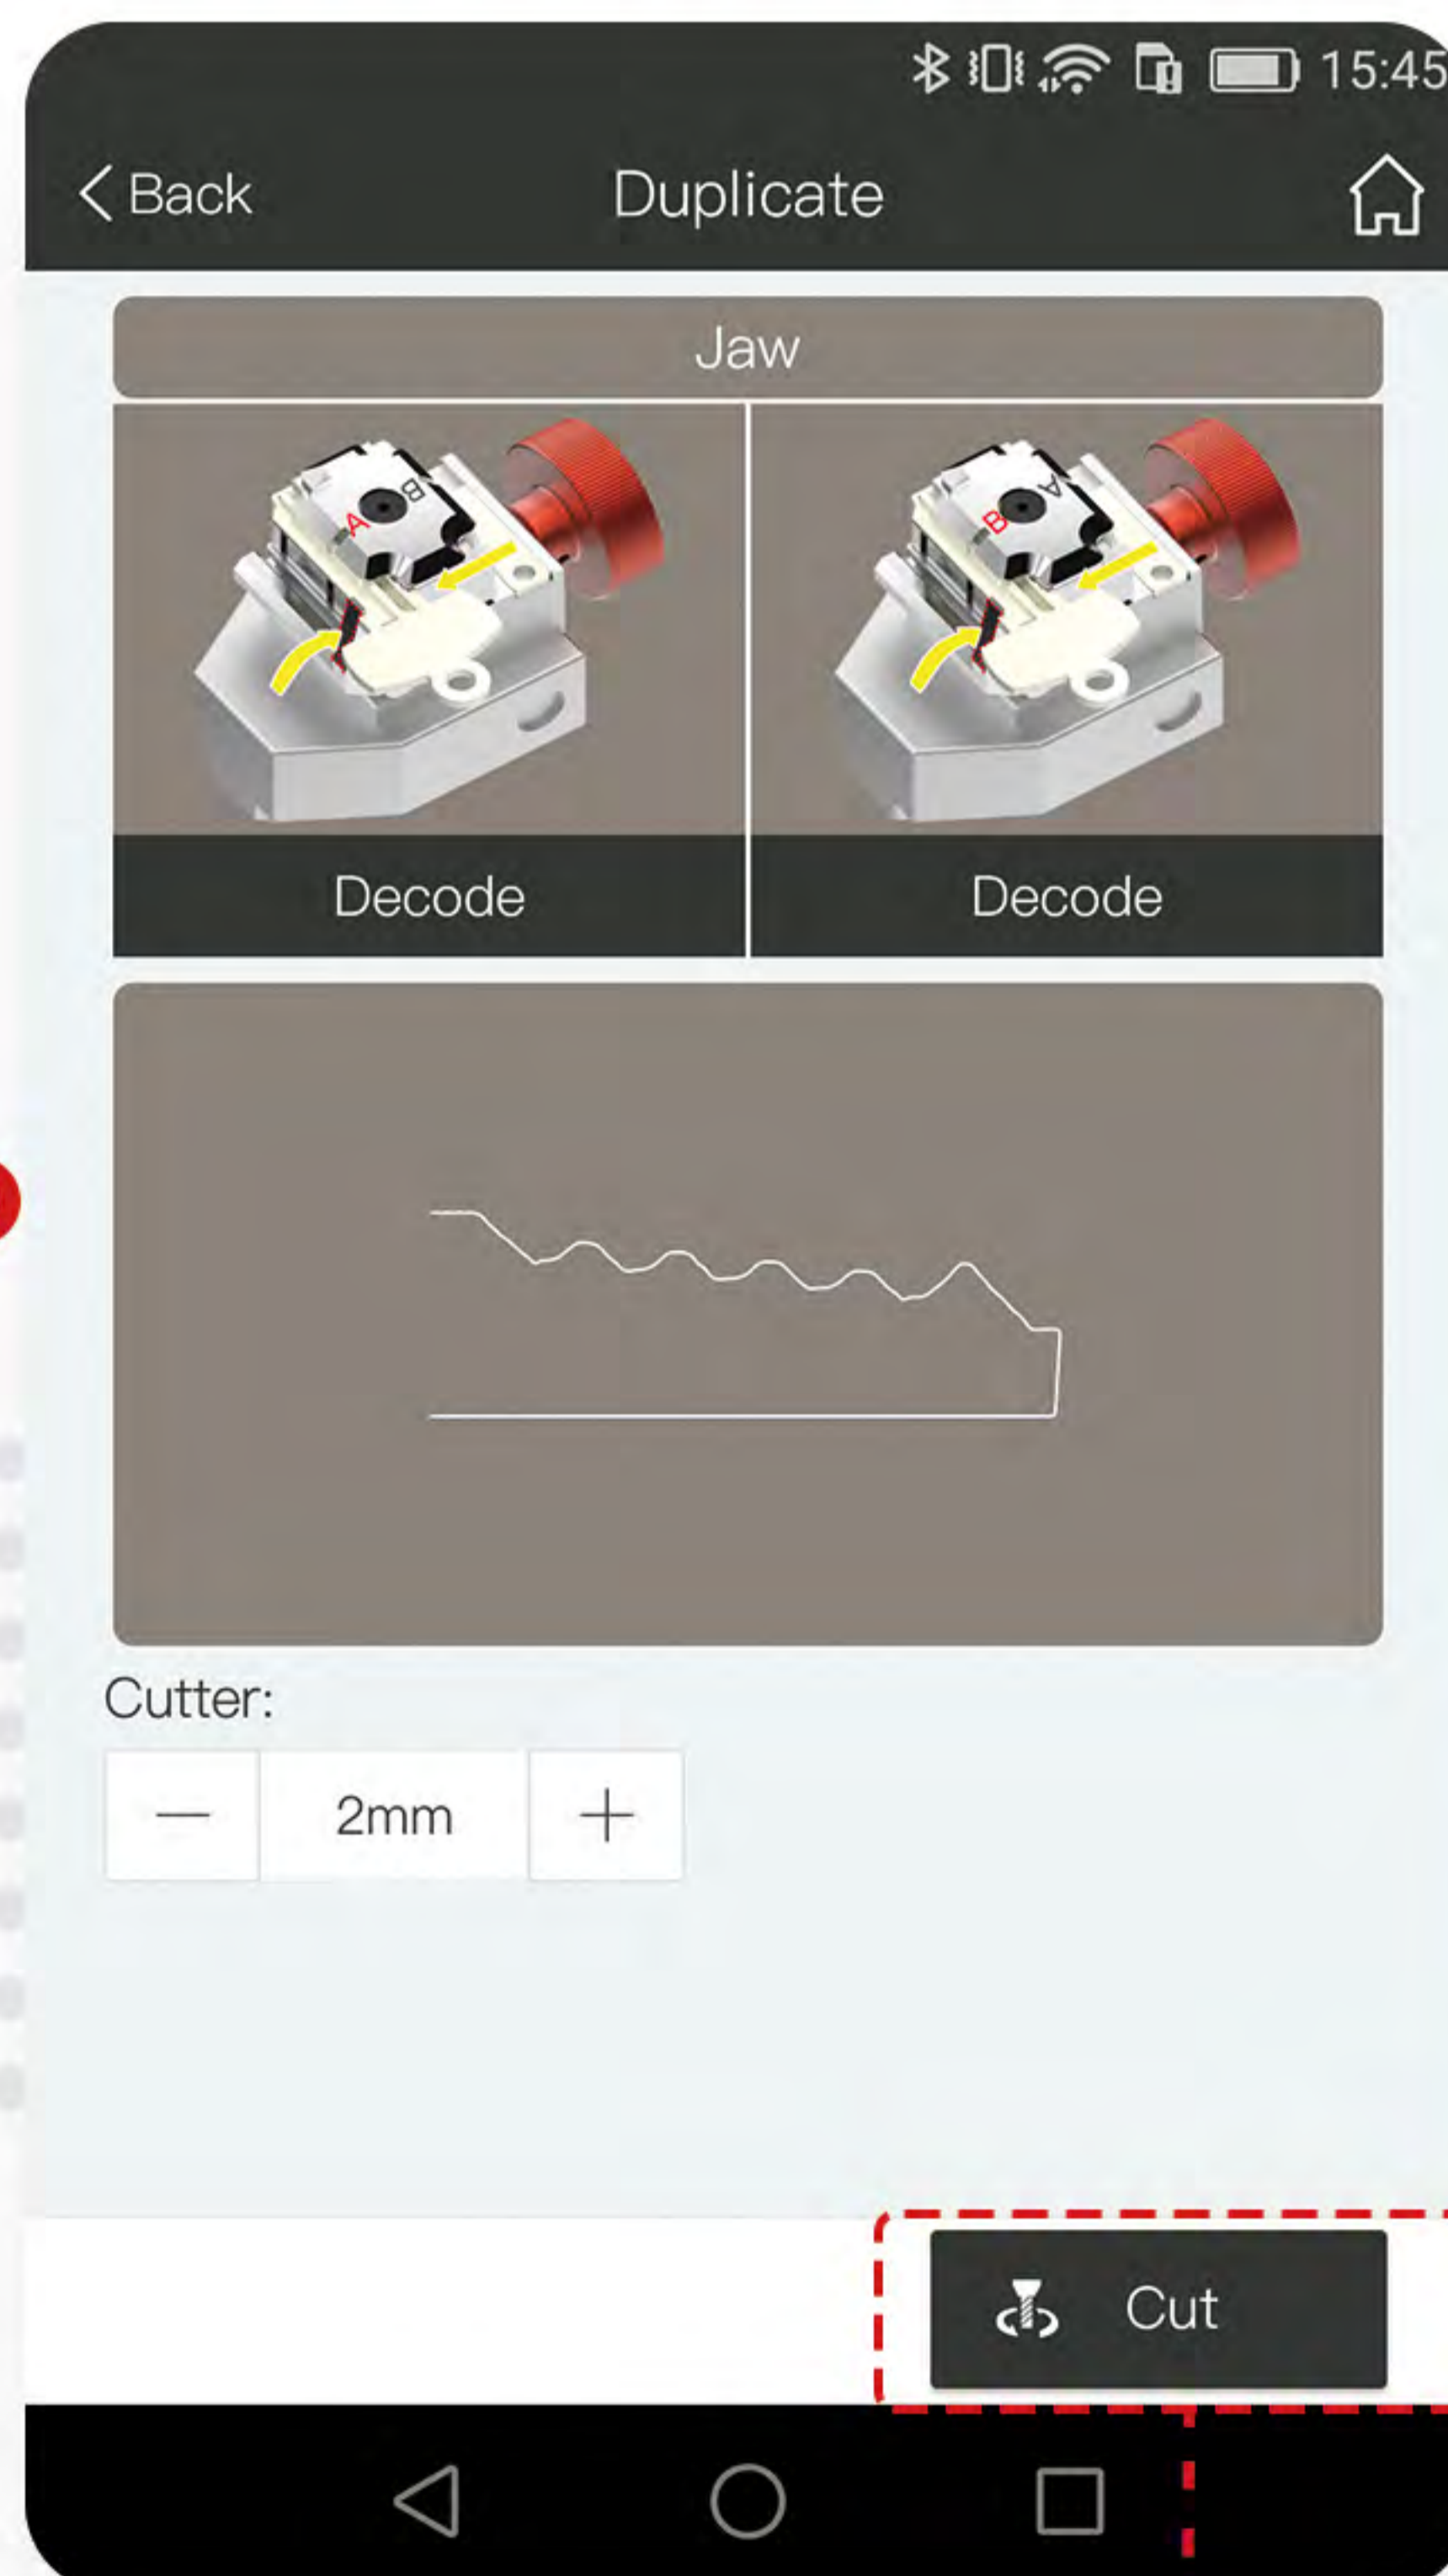 15:45
Back Duplicate
Jaw
A B B A
Decode Decode
Cutter:
2mm
Cut